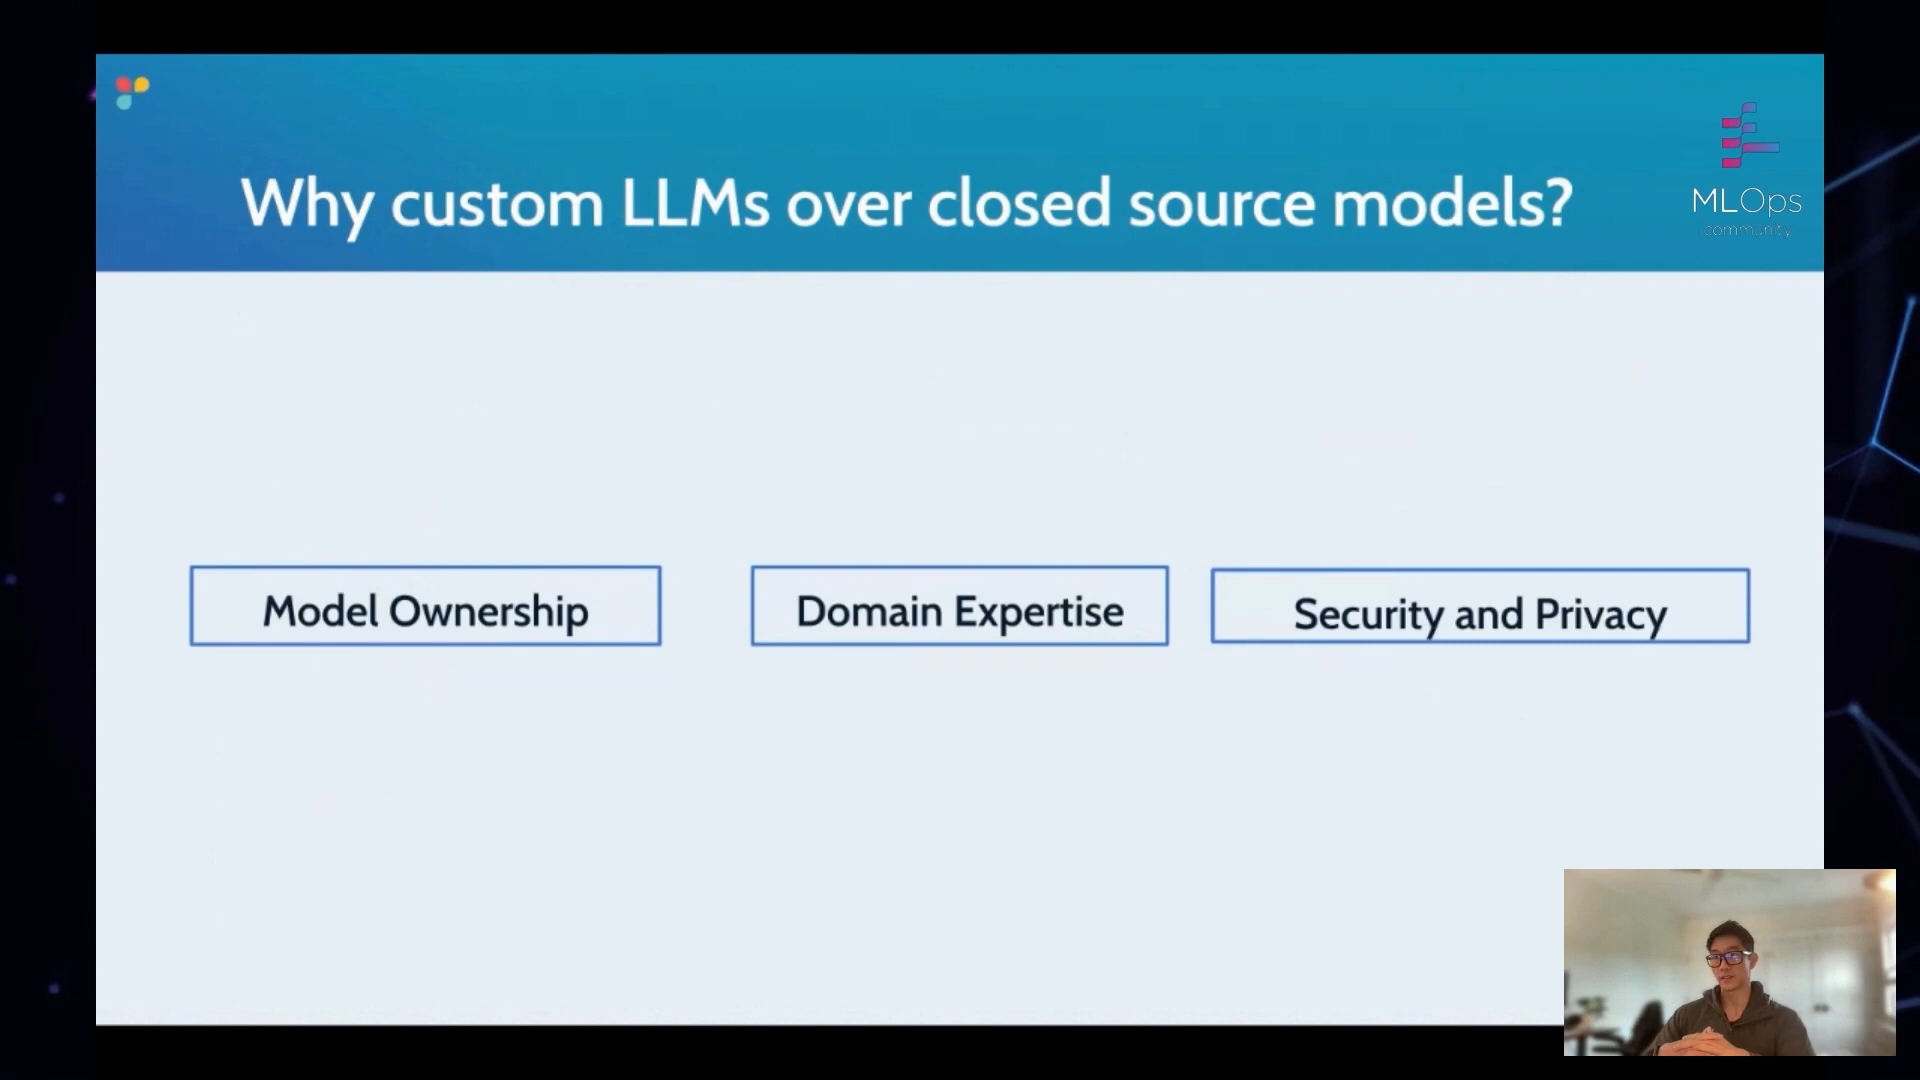 Why custom LLMs over closed source models?
MLOps
community
Model Ownership
Domain Expertise
Security and Privacy